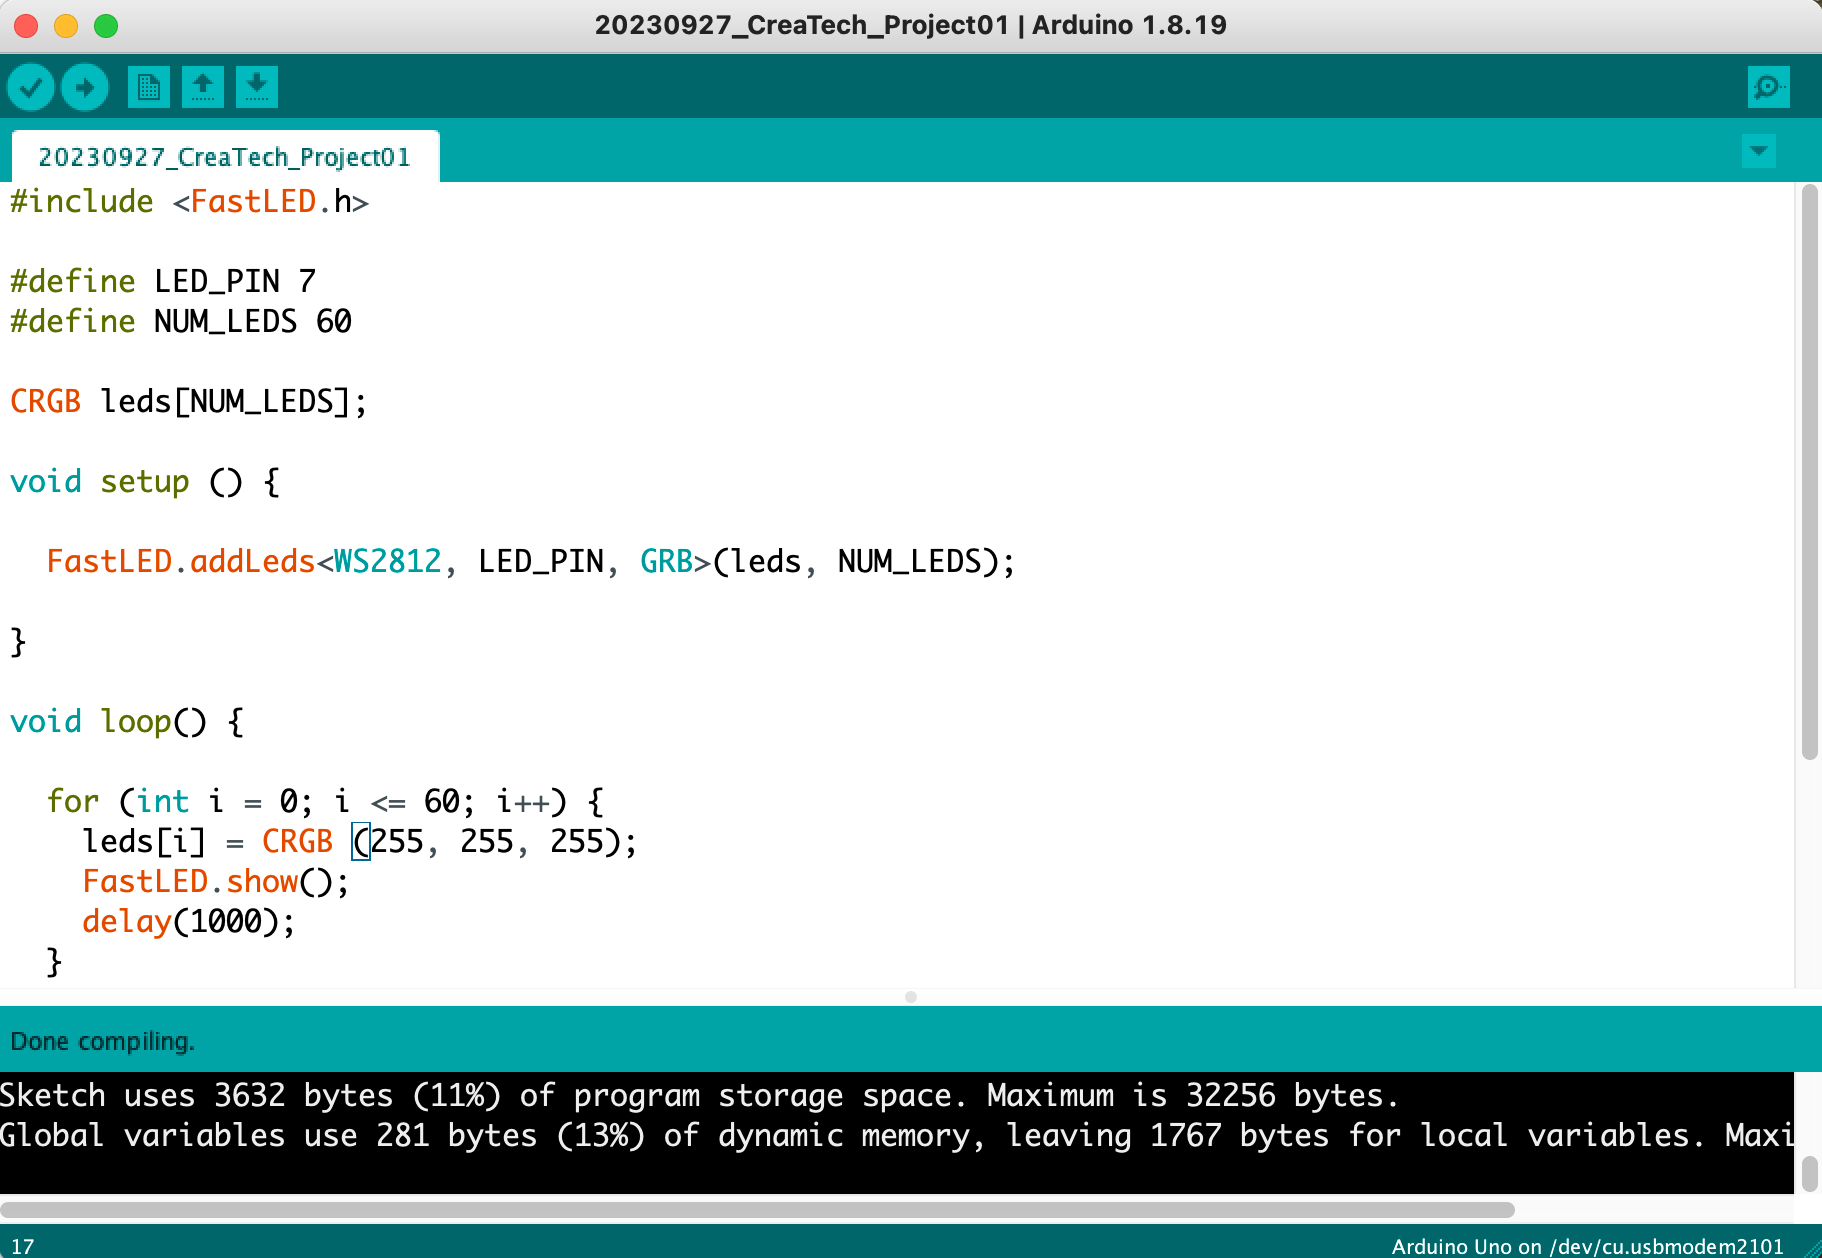 20230927_CreaTech_Project01 | Arduino 1.8.19
20230927_CreaTech_Project01
#include <FastLED.h>
#define LED_PIN 7
#define NUM_LEDS 60
CRGB leds[NUM_LEDS];
void setup () {
FastLED.addLeds<WS2812, LED_PIN, GRB>(leds, NUM_LEDS);
}
void loop() {
for (int i = 0; i <= 60; i++) {
leds[i] = CRGB (255, 255, 255);
FastLED.show();
delay(1000);
}
Done compiling.
Sketch uses 3632 bytes (11%) of program storage space. Maximum is 32256 bytes.
Global variables use 281 bytes (13%) of dynamic memory, leaving 1767 bytes for local variables. Maxi
17
Arduino Uno on /dev/cu.usbmodem2101